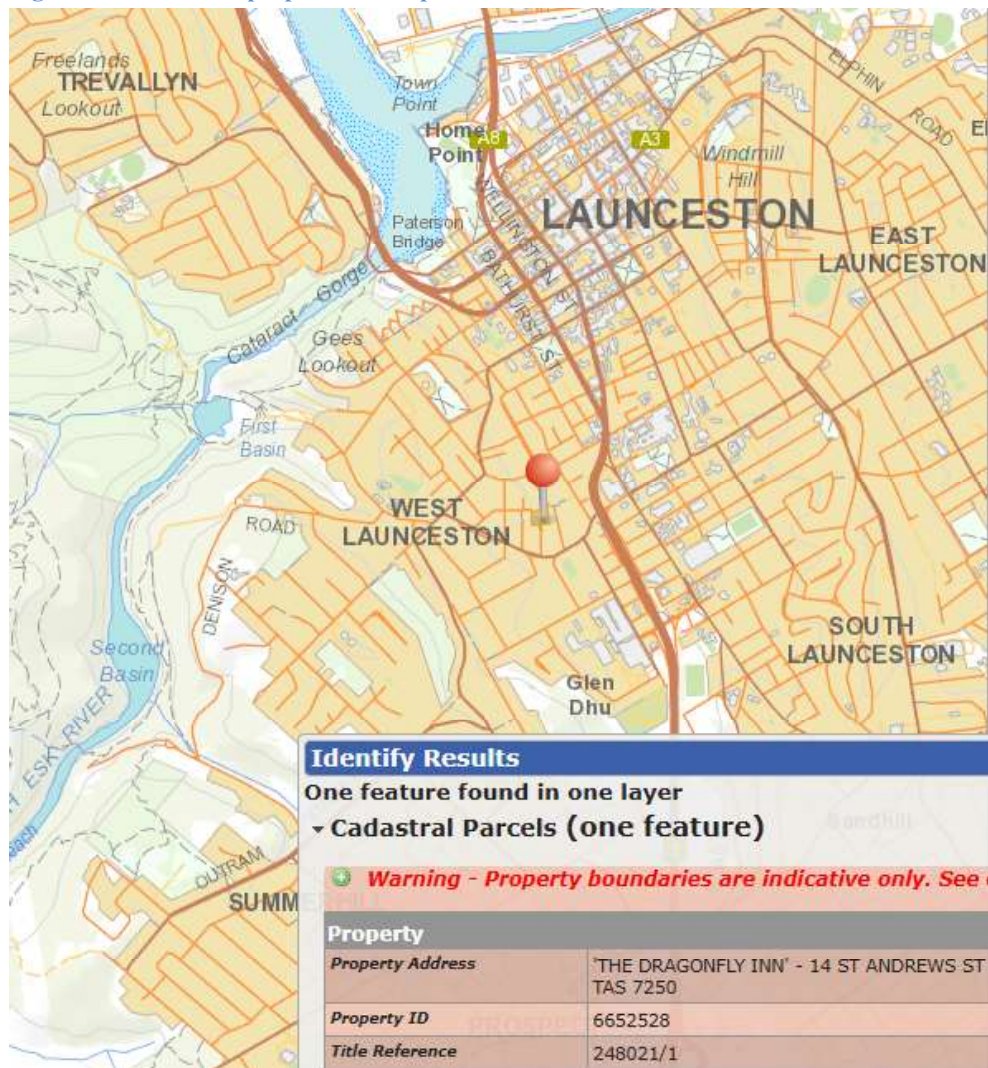 Freelands
TREVALLYN
Lookout
Town
Point
Home
Point
A8
A3
ELPHIN
ROAD
Windmill
Hill
LAUNCESTON
EAST
LAUNCESTON
WELLINGTON ST
BATHURST ST
Paterson
Bridge
Cataract Gorge
Gees
Lookout
First
Basin
WEST
LAUNCESTON
ROAD
DENISON
Second
Basin
ESK RIVER
SOUTH
LAUNCESTON
Glen
Dhu
OUTRAM
SUMMERHILL
Sandhill
PROSPE
Identify Results
One feature found in one layer
Cadastral Parcels (one feature)
Warning - Property boundaries are indicative only. See
Property
Property Address
'THE DRAGONFLY INN' - 14 ST ANDREWS ST
TAS 7250
Property ID
6652528
Title Reference
248021/1